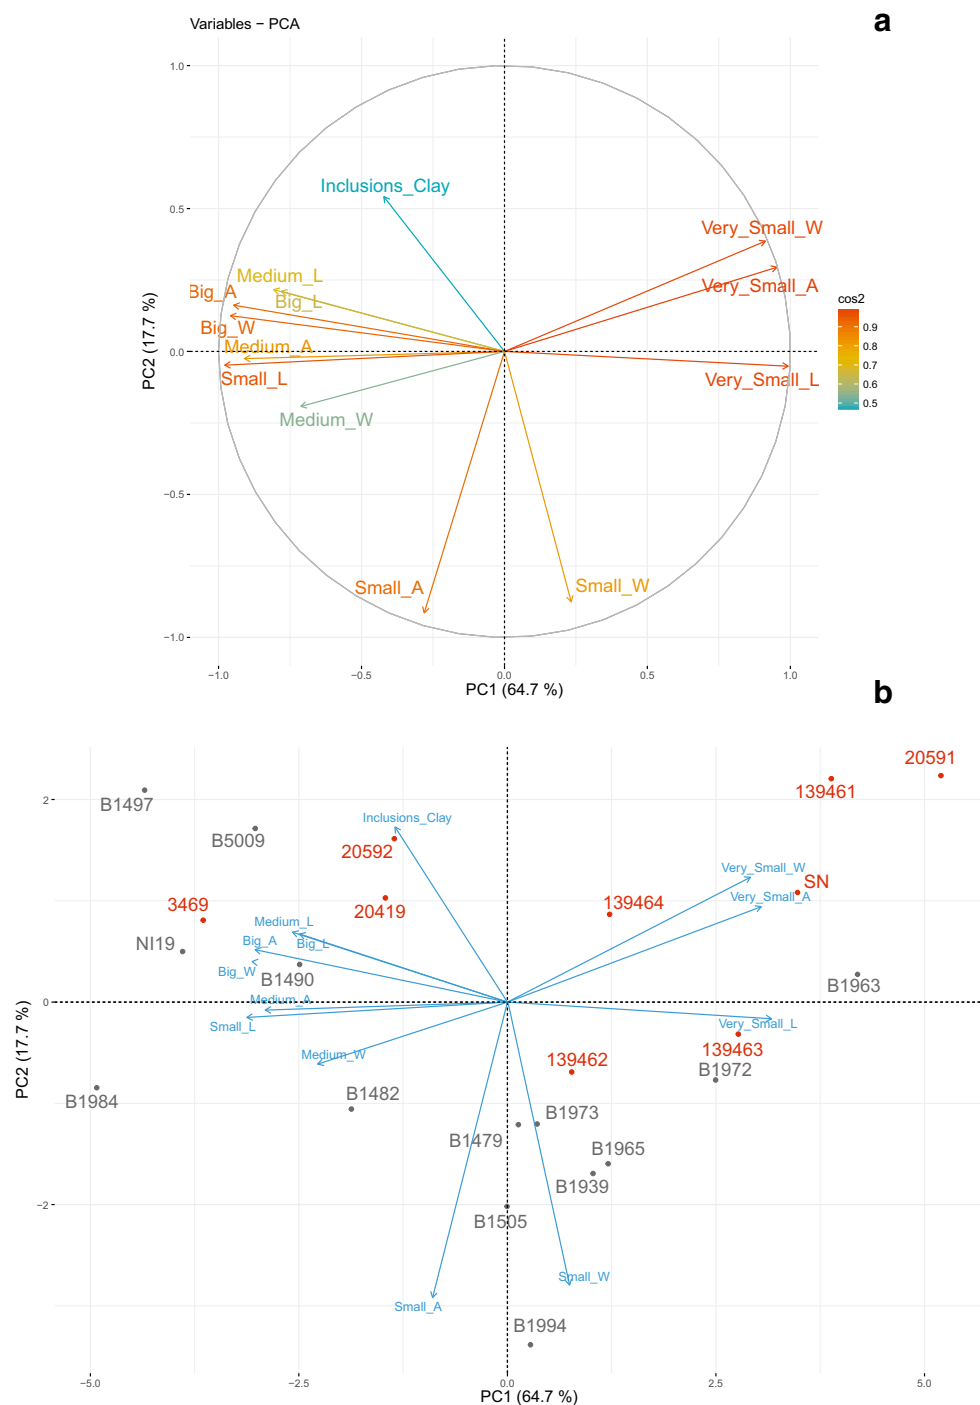 Variables − PCA
a
1.0
0.5
0.0
−0.5
−1.0
PC2 (17.7 %)
Inclusions_Clay
Very_Small_W
Medium_L
Very_Small_A
Big_A
Big_L
Big_W
Medium_A
Small_L
Very_Small_L
Medium_W
Small_A
Small_W
cos2
0.9
0.8
0.7
0.6
0.5
−1.0
−0.5
0.0
0.5
1.0
PC1 (64.7 %)
b
20591
139461
B1497
Inclusions_Clay
B5009
20592
Very_Small_W
SN
Very_Small_A
3469
20419
139464
Medium_L
NI19
Big_A
Big_L
Big_W
B1490
B1963
Medium_A
Small_L
Very_Small_L
Medium_W
139462
139463
B1972
B1984
B1482
B1973
B1479
B1965
B1939
B1505
Small_W
Small_A
B1994
2
0
−2
PC2 (17.7 %)
−5.0
−2.5
0.0
2.5
5.0
PC1 (64.7 %)